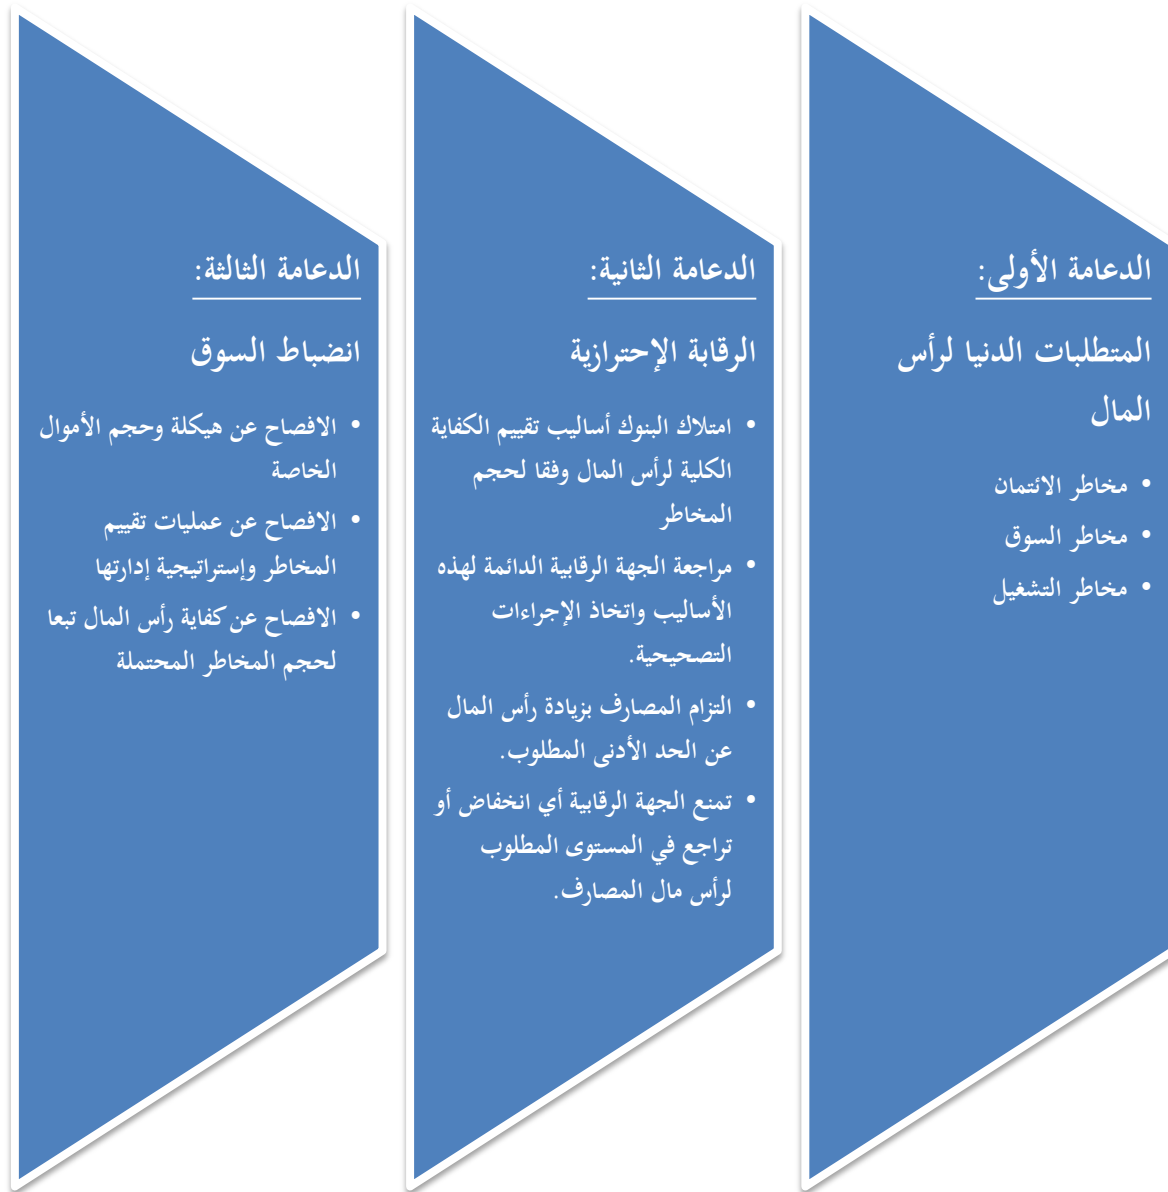 الدعامة الأولى:
المتطلبات الدنيا لرأس
المال
• مخاطر الائتمان
• مخاطر السوق
• مخاطر التشغيل
الدعامة الثانية:
الرقابة الإحترازية
• امتلاك البنوك أساليب تقييم الكفاية
الكلية لرأس المال وفقا لحجم
المخاطر
• مراجعة الجهة الرقابية الدائمة لهذه
الأساليب واتخاذ الإجراءات
التصحيحية.
• التزام المصارف بزيادة رأس المال
عن الحد الأدنى المطلوب.
• تمنع الجهة الرقابية أي انخفاض أو
تراجع في المستوى المطلوب
لرأس مال المصارف.
الدعامة الثالثة:
انضباط السوق
• الافصاح عن هيكلة وحجم الأموال
الخاصة
• الافصاح عن عمليات تقييم
المخاطر وإستراتيجية إدارتها
• الافصاح عن كفاية رأس المال تبعا
لحجم المخاطر المحتملة